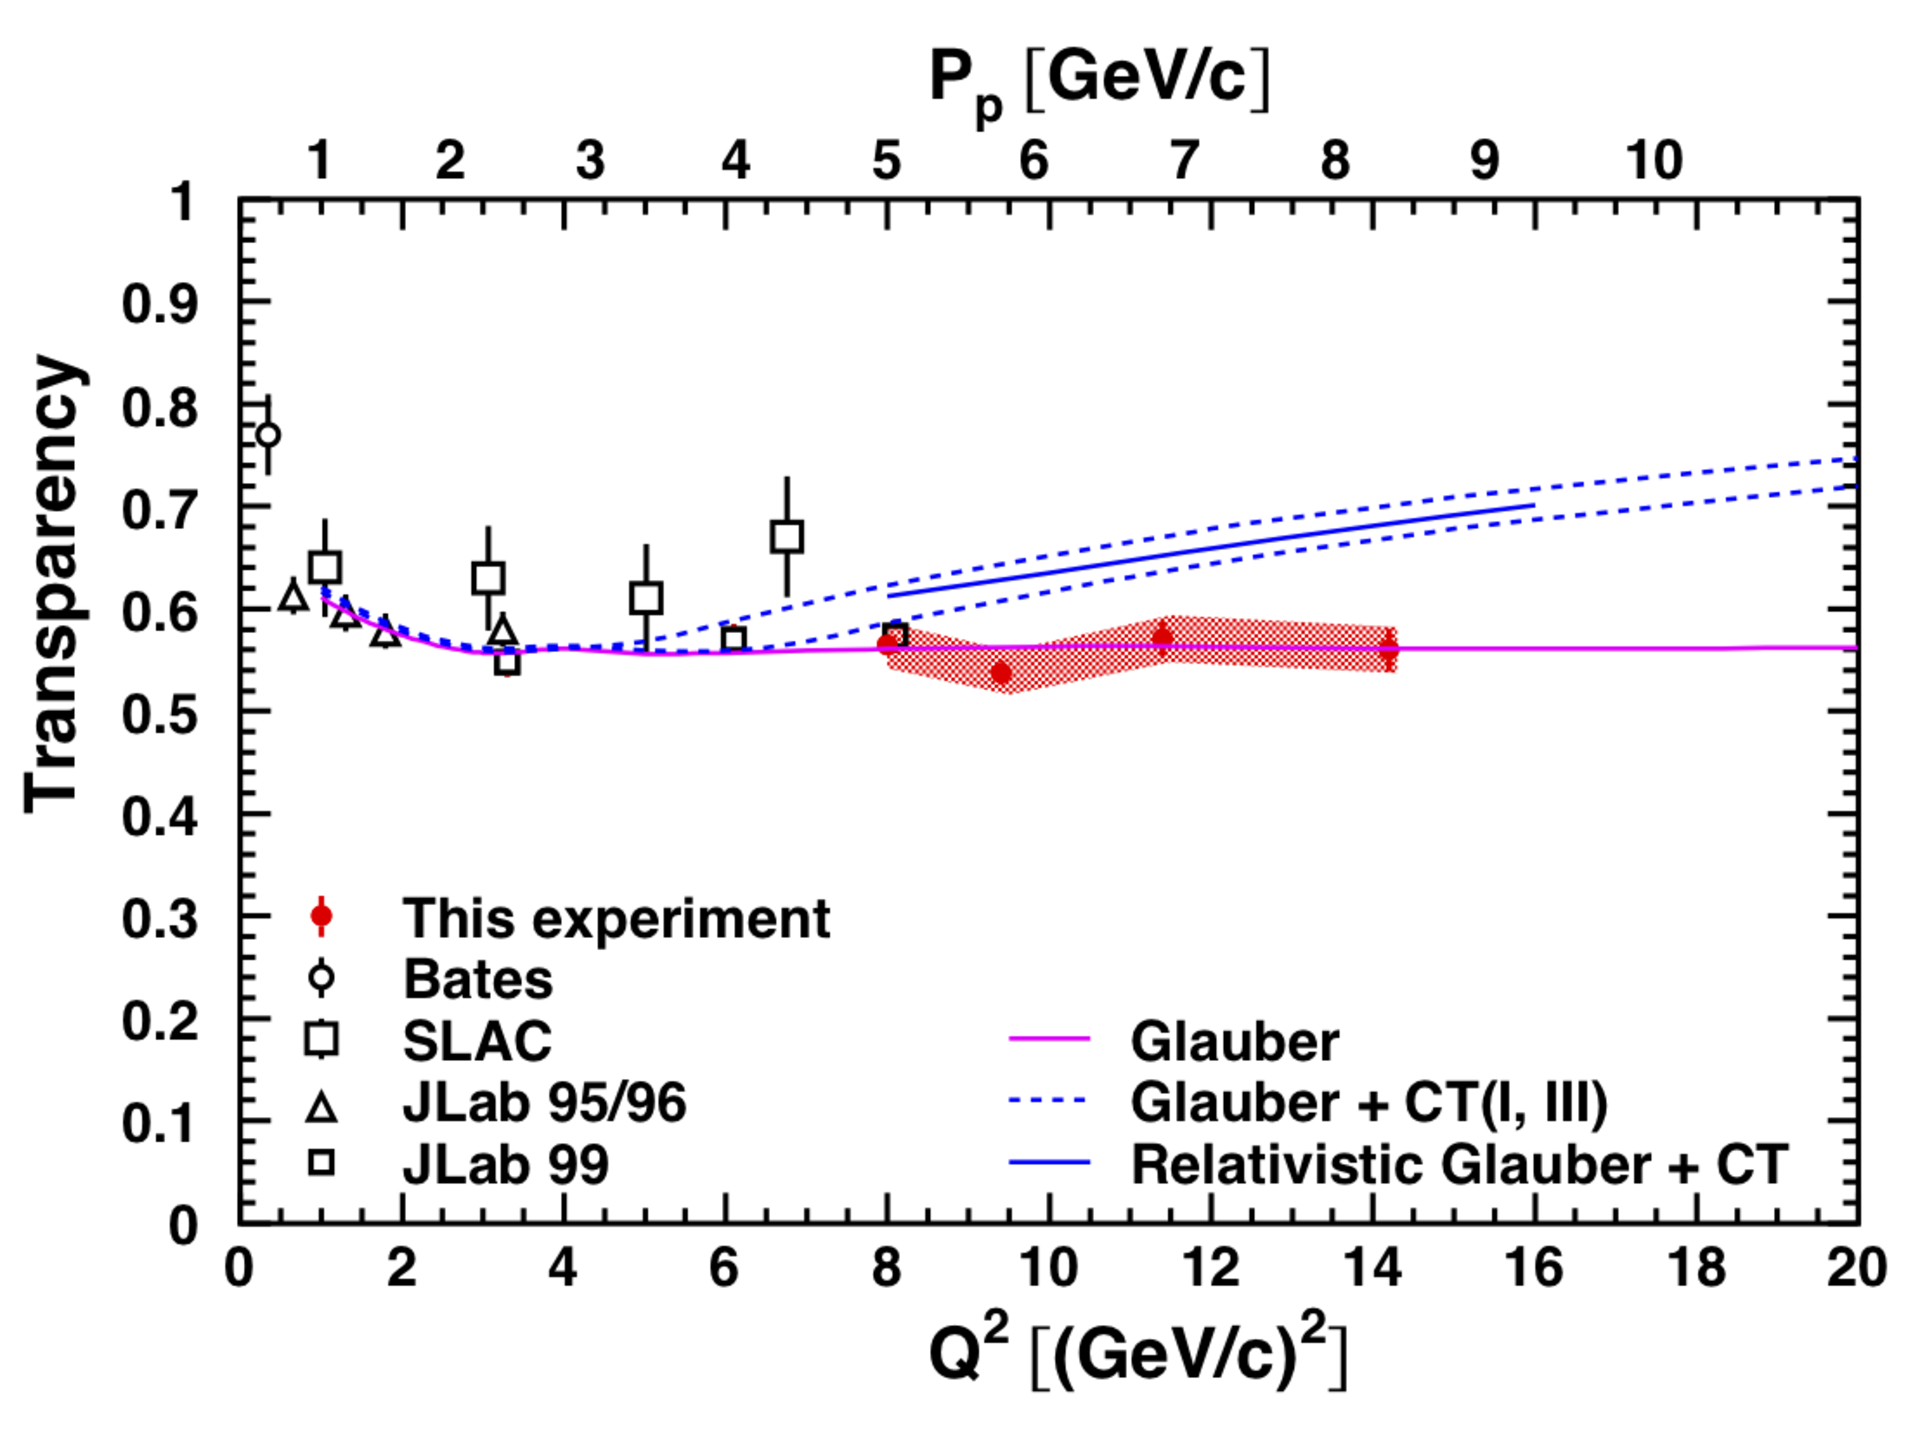 P_p [GeV/c]
1 2 3 4 5 6 7 8 9 10
Transparency
1
0.9
0.8
0.7
0.6
0.5
0.4
0.3
0.2
0.1
0
This experiment
Bates
SLAC
JLab 95/96
JLab 99
Glauber
Glauber + CT(I, III)
Relativistic Glauber + CT
0 2 4 6 8 10 12 14 16 18 20
Q² [(GeV/c)²]